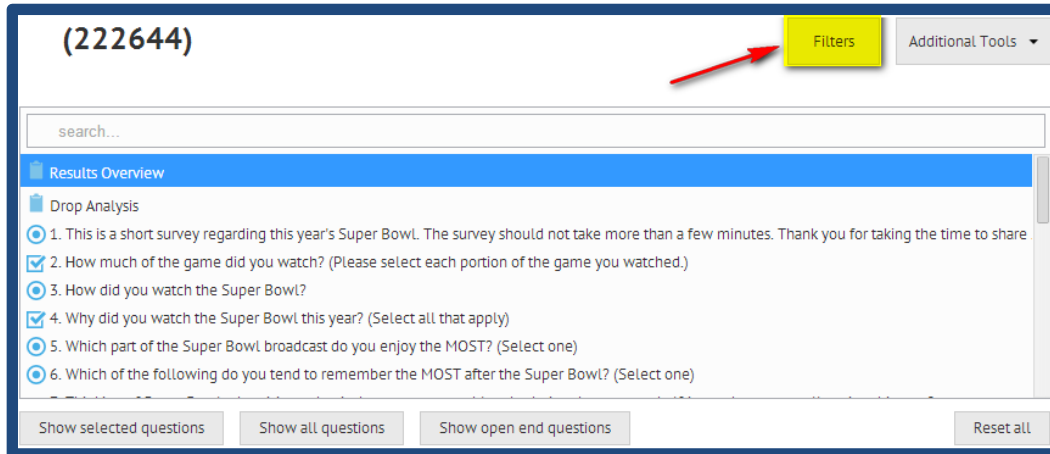 (222644)
Filters
Additional Tools
search...
Results Overview
Drop Analysis
1. This is a short survey regarding this year's Super Bowl. The survey should not take more than a few minutes. Thank you for taking the time to share
2. How much of the game did you watch? (Please select each portion of the game you watched.)
3. How did you watch the Super Bowl?
4. Why did you watch the Super Bowl this year? (Select all that apply)
5. Which part of the Super Bowl broadcast do you enjoy the MOST? (Select one)
6. Which of the following do you tend to remember the MOST after the Super Bowl? (Select one)
Show selected questions
Show all questions
Show open end questions
Reset all